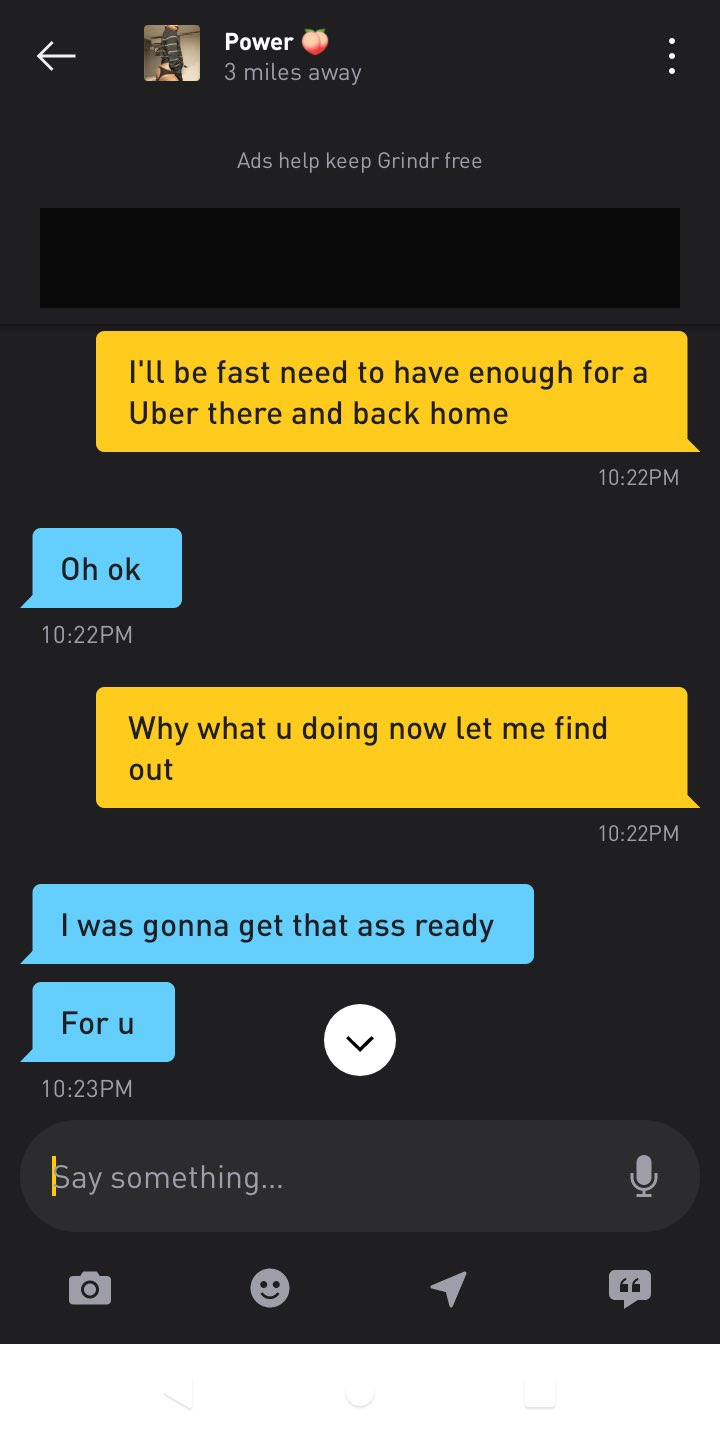 Power 🍑
3 miles away
Ads help keep Grindr free
I'll be fast need to have enough for a
Uber there and back home
10:22PM
Oh ok
10:22PM
Why what u doing now let me find
out
10:22PM
I was gonna get that ass ready
For u
10:23PM
Say something...